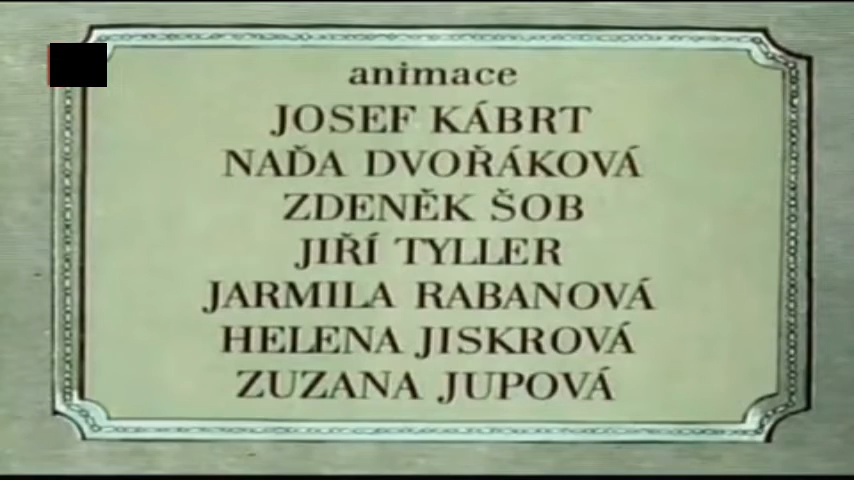 animace
JOSEF KÁBRT
NAĎA DVOŘÁKOVÁ
ZDENĚK ŠOB
JIŘÍ TYLLER
JARMILA RABANOVÁ
HELENA JISKROVÁ
ZUZANA JUPOVÁ